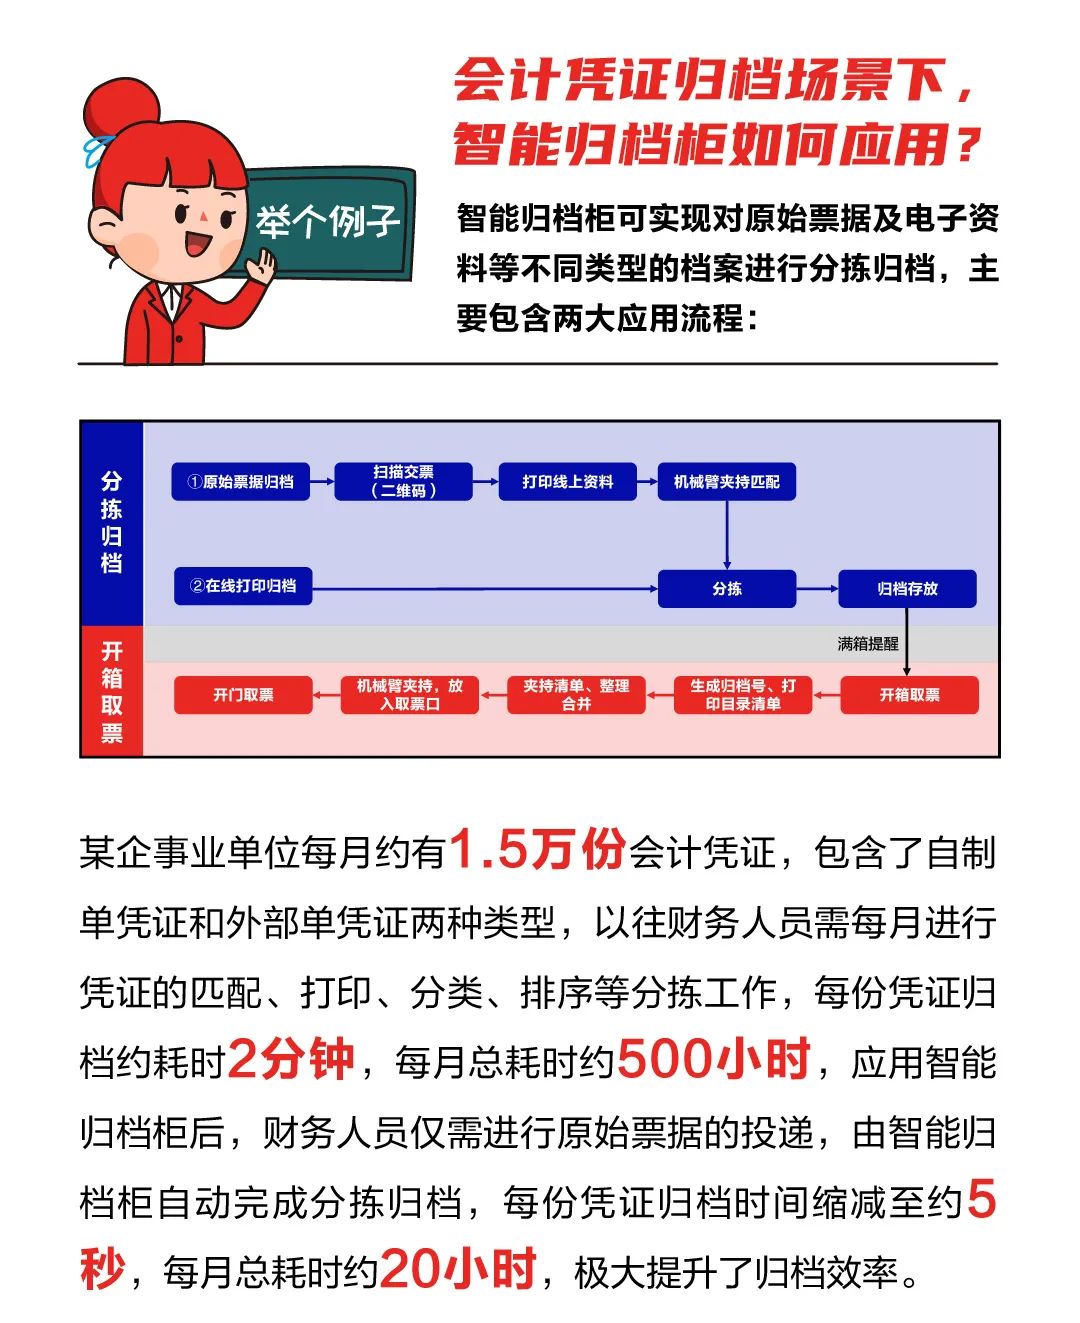 会计凭证归档场景下，
智能归档柜如何应用？
举个例子
智能归档柜可实现对原始票据及电子资
料等不同类型的档案进行分拣归档，主
要包含两大应用流程：
分拣归档
①原始票据归档
扫描交票
（二维码）
打印线上资料
机械臂夹持匹配
②在线打印归档
分拣
归档存放
满箱提醒
开箱取票
开门取票
机械臂夹持，放
入取票口
夹持清单、整理
合并
生成归档号、打
印目录清单
开箱取票
某企事业单位每月约有1.5万份会计凭证，包含了自制
单凭证和外部单凭证两种类型，以往财务人员需每月进行
凭证的匹配、打印、分类、排序等分拣工作，每份凭证归
档约耗时2分钟，每月总耗时约500小时，应用智能
归档柜后，财务人员仅需进行原始票据的投递，由智能归
档柜自动完成分拣归档，每份凭证归档时间缩减至约5
秒，每月总耗时约20小时，极大提升了归档效率。